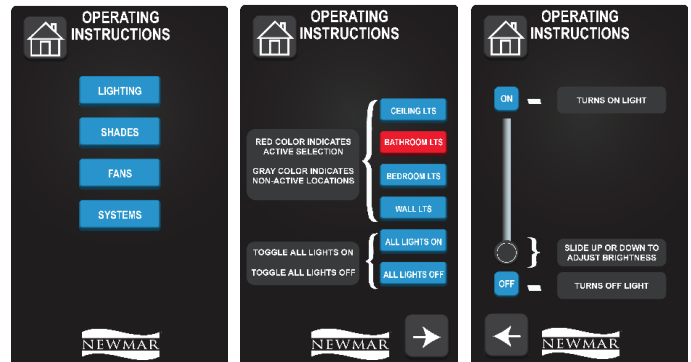 OPERATING
INSTRUCTIONS
LIGHTING
SHADES
FANS
SYSTEMS
NEWMAR
OPERATING
INSTRUCTIONS
CEILING LTS
RED COLOR INDICATES
ACTIVE SELECTION
BATHROOM LTS
GRAY COLOR INDICATES
NON-ACTIVE LOCATIONS
BEDROOM LTS
WALL LTS
TOGGLE ALL LIGHTS ON
ALL LIGHTS ON
TOGGLE ALL LIGHTS OFF
ALL LIGHTS OFF
NEWMAR
OPERATING
INSTRUCTIONS
ON
TURNS ON LIGHT
SLIDE UP OR DOWN TO
ADJUST BRIGHTNESS
OFF
TURNS OFF LIGHT
NEWMAR